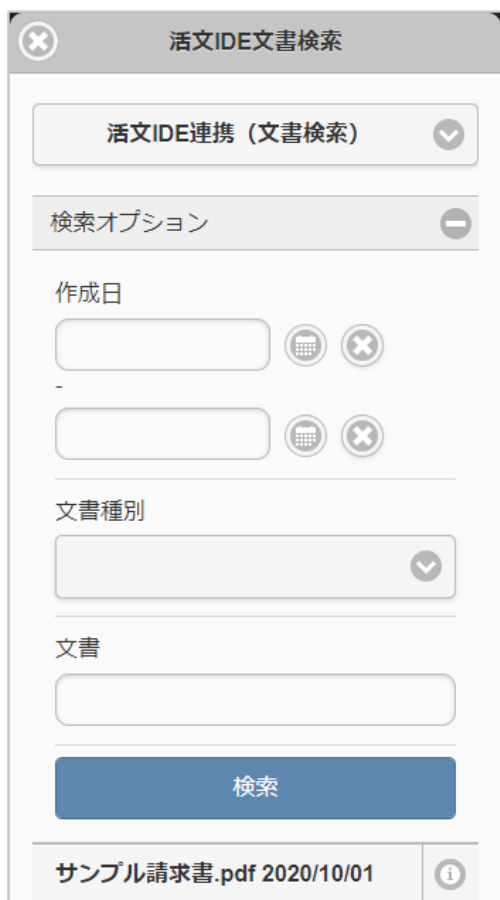 活文IDE文書検索
活文IDE連携（文書検索）
検索オプション
作成日
-
文書種別
文書
検索
サンプル請求書.pdf 2020/10/01